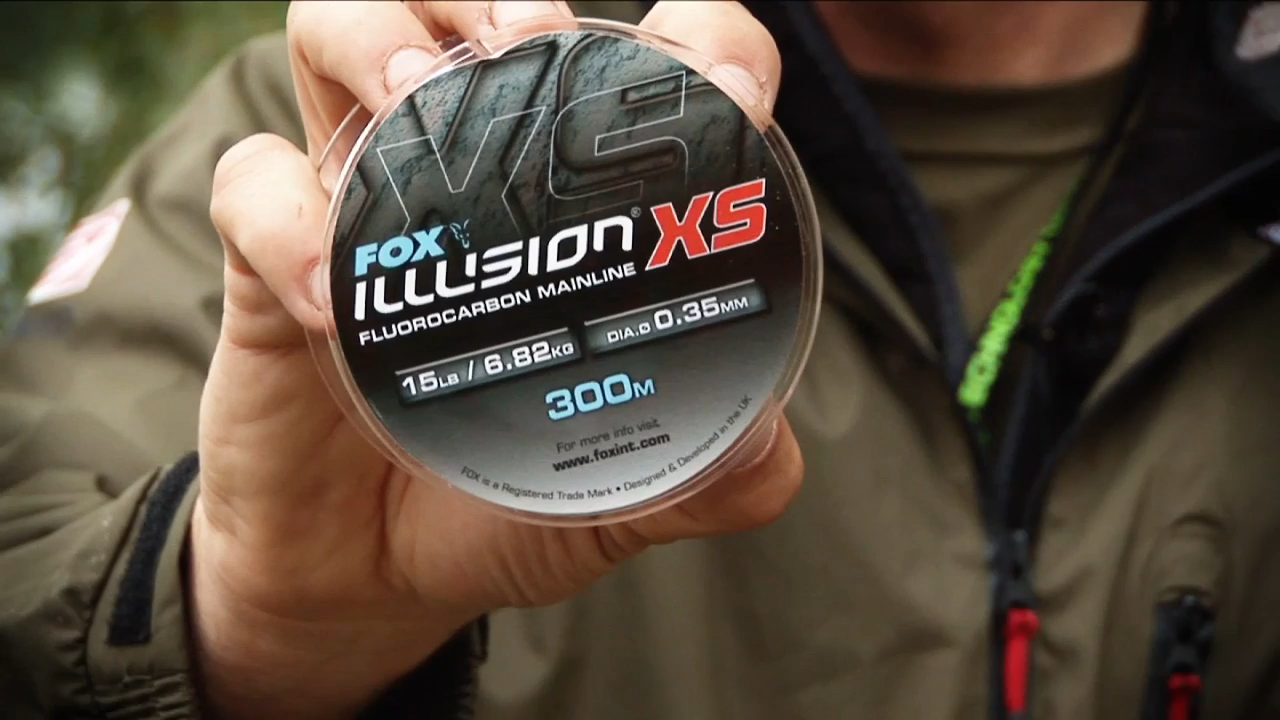 XS
FOX
ILLUSION® XS
FLUOROCARBON MAINLINE
15LB / 6.82KG
DIA.ø 0.35MM
300M
For more info visit
www.foxint.com
FOX is a Registered Trade Mark • Designed & Developed in the UK